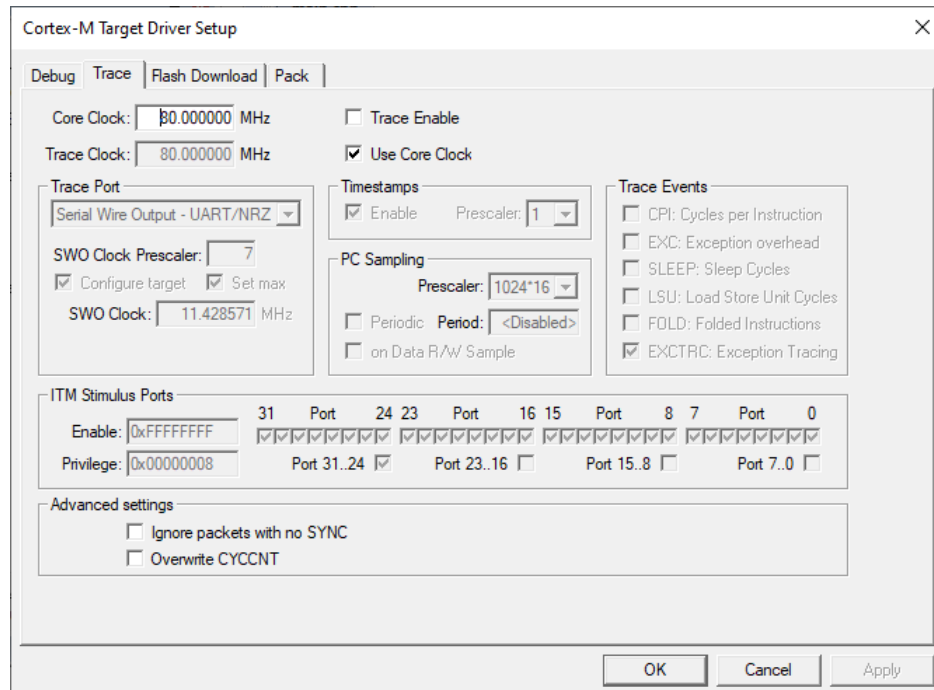 Cortex-M Target Driver Setup
Debug Trace Flash Download Pack
Core Clock: 80.000000 MHz Trace Enable
Trace Clock: 80.000000 MHz Use Core Clock
Trace Port Timestamps Trace Events
Serial Wire Output - UART/NRZ Enable Prescaler: 1 CPI: Cycles per Instruction
SWO Clock Prescaler: 7 EXC: Exception overhead
PC Sampling
Configure target Set max Prescaler: 1024*16 SLEEP: Sleep Cycles
LSU: Load Store Unit Cycles
SWO Clock: 11.428571 MHz Periodic Period: <Disabled> FOLD: Folded Instructions
on Data R/W Sample EXCTRC: Exception Tracing
ITM Stimulus Ports
31 Port 24 23 Port 16 15 Port 8 7 Port 0
Enable: 0xFFFFFFFF
Privilege: 0x00000008 Port 31..24 Port 23..16 Port 15..8 Port 7..0
Advanced settings
Ignore packets with no SYNC
Overwrite CYCCNT
OK Cancel Apply